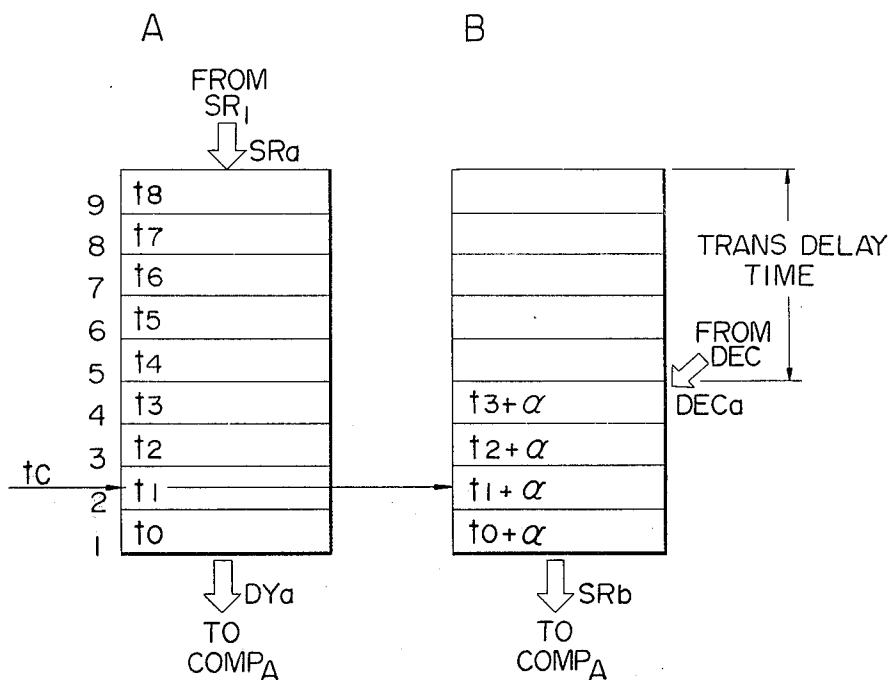 A
B
FROM
SR1
SRa
9 t8
8 t7
7 t6
6 t5
5 t4
4 t3
3 t2
tC
2 t1
1 t0
DYa
TO
COMPA
TRANS DELAY
TIME
FROM
DEC
DECa
t3+α
t2+α
t1+α
t0+α
SRb
TO
COMPA